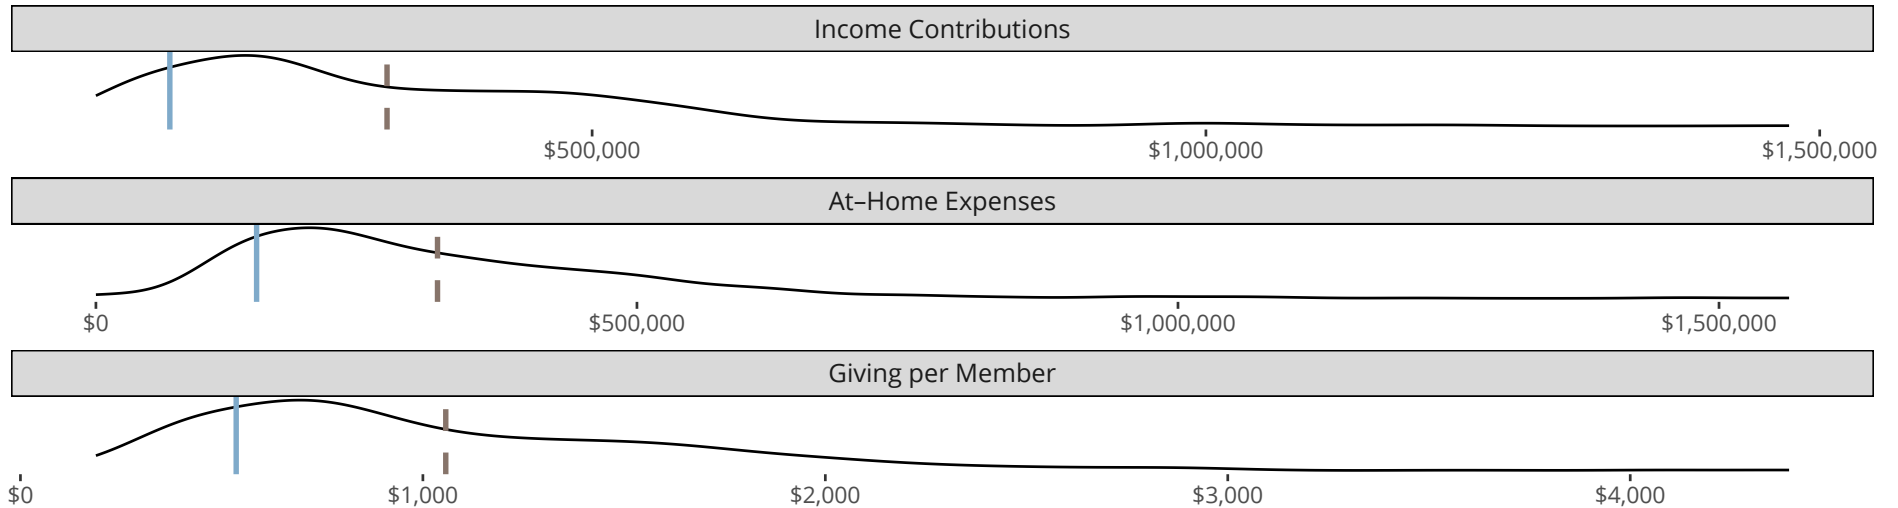 Income Contributions
$500,000 $1,000,000 $1,500,000
At–Home Expenses
$0 $500,000 $1,000,000 $1,500,000
Giving per Member
$0 $1,000 $2,000 $3,000 $4,000